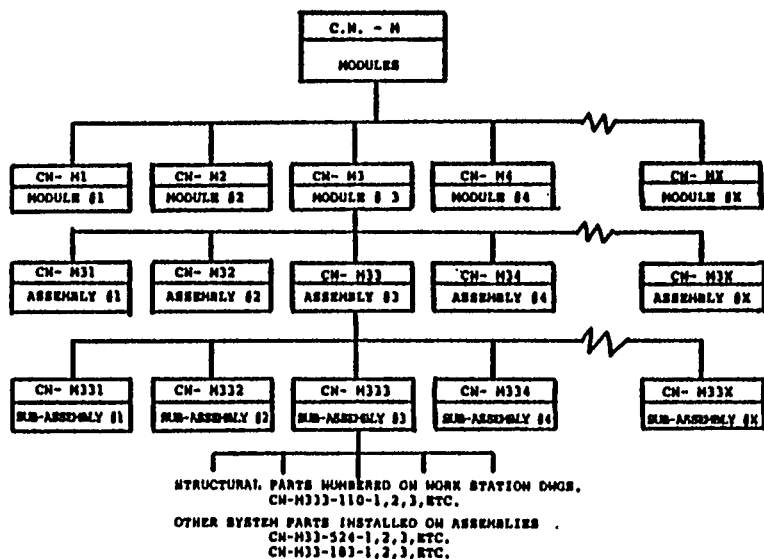 C.N. - M
MODULES
CN- M1 CN- M2 CN- M3 CN- M4 CN- MX
MODULE #1 MODULE #2 MODULE # 3 MODULE #4 MODULE #X
CN- M31 CN- M32 CN- M33 CN- M34 CN- M3X
ASSEMBLY #1 ASSEMBLY #2 ASSEMBLY #3 ASSEMBLY #4 ASSEMBLY #X
CN- M331 CN- M332 CN- M333 CN- M334 CN- M33X
SUB-ASSEMBLY #1 SUB-ASSEMBLY #2 SUB-ASSEMBLY #3 SUB-ASSEMBLY #4 SUB-ASSEMBLY #X
STRUCTURAL PARTS NUMBERED ON WORK STATION DWGS.
CN-M333-110-1,2,3,ETC.
OTHER SYSTEM PARTS INSTALLED ON ASSEMBLIES .
CN-M33-524-1,2,3,ETC.
CN-M33-183-1,2,3,ETC.